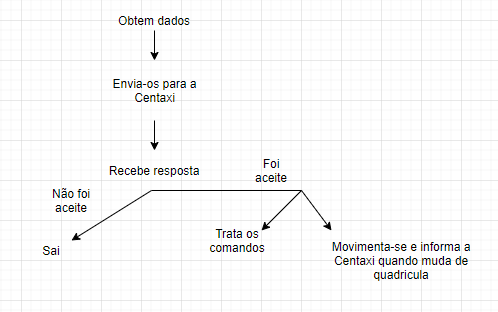 Obtem dados
Envia-os para a
Centaxi
Recebe resposta
Foi
aceite
Não foi
aceite
Sai
Trata os
comandos
Movimenta-se e informa a
Centaxi quando muda de
quadricula